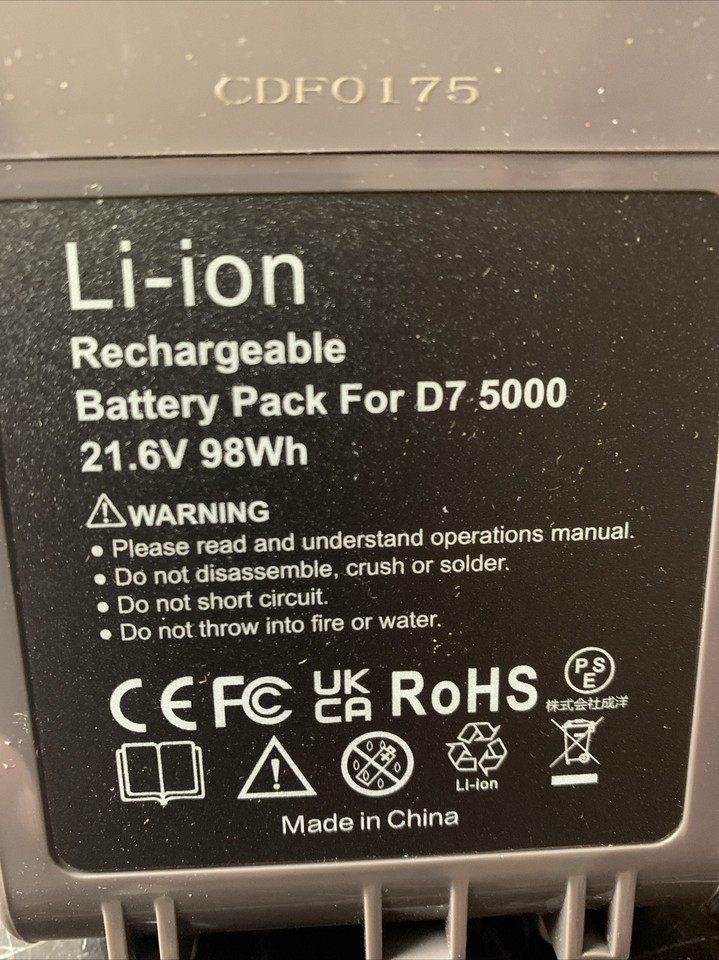 CDF0175
Li-ion
Rechargeable
Battery Pack For D7 5000
21.6V 98Wh
WARNING
• Please read and understand operations manual.
• Do not disassemble, crush or solder.
• Do not short circuit.
• Do not throw into fire or water.
CE FC UKCA RoHS PSE
株式会社成洋
Li-ion
Made in China